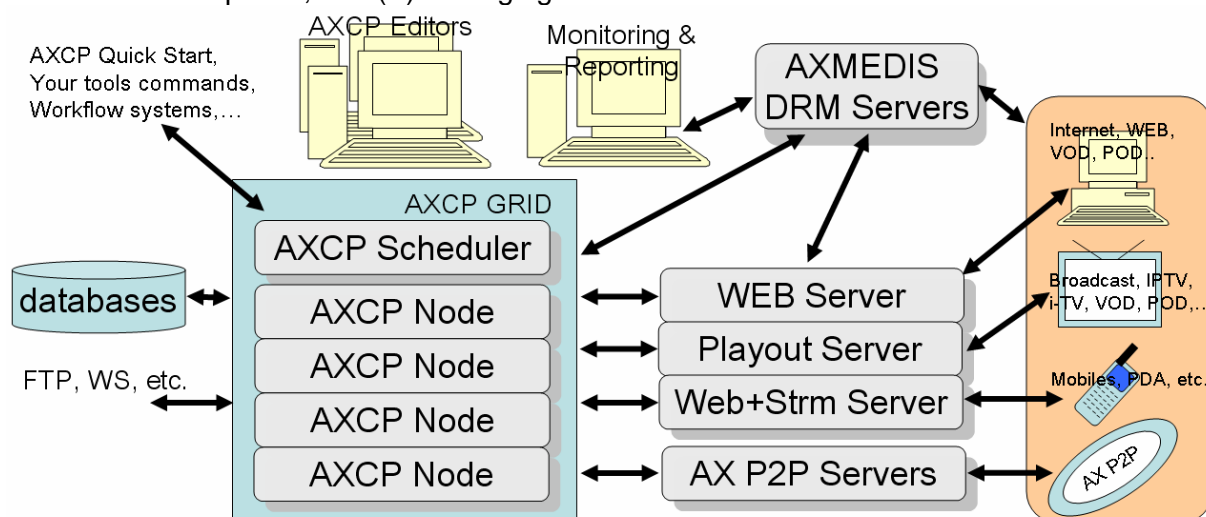 AXCP Editors
Monitoring &
Reporting
AXCP Quick Start,
Your tools commands,
Workflow systems,...
AXMEDIS
DRM Servers
Internet, WEB,
VOD, POD..
AXCP GRID
AXCP Scheduler
databases
AXCP Node
AXCP Node
AXCP Node
AXCP Node
FTP, WS, etc.
WEB Server
Playout Server
Web+Strm Server
AX P2P Servers
Broadcast, IPTV,
i-TV, VOD, POD,..
Mobiles, PDA, etc.
AX P2P